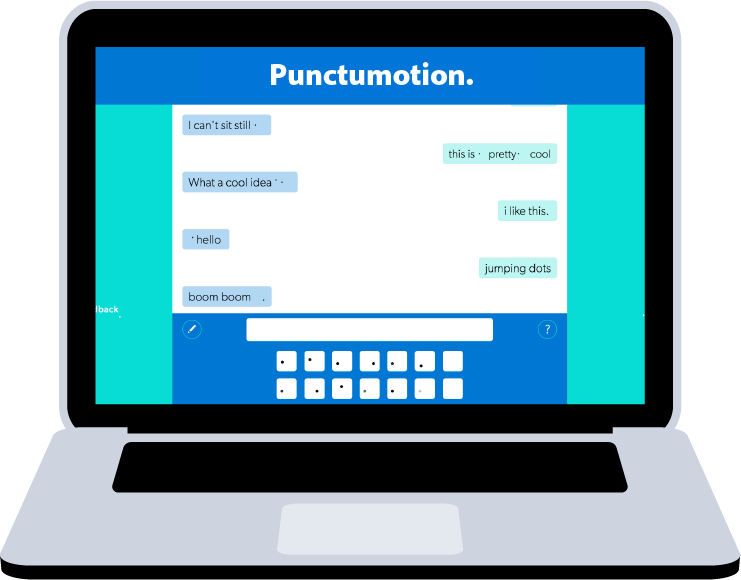 Punctumotion.
I can't sit still ·
this is · pretty · cool
What a cool idea · ·
i like this.
· hello
jumping dots
boom boom .
lback
?